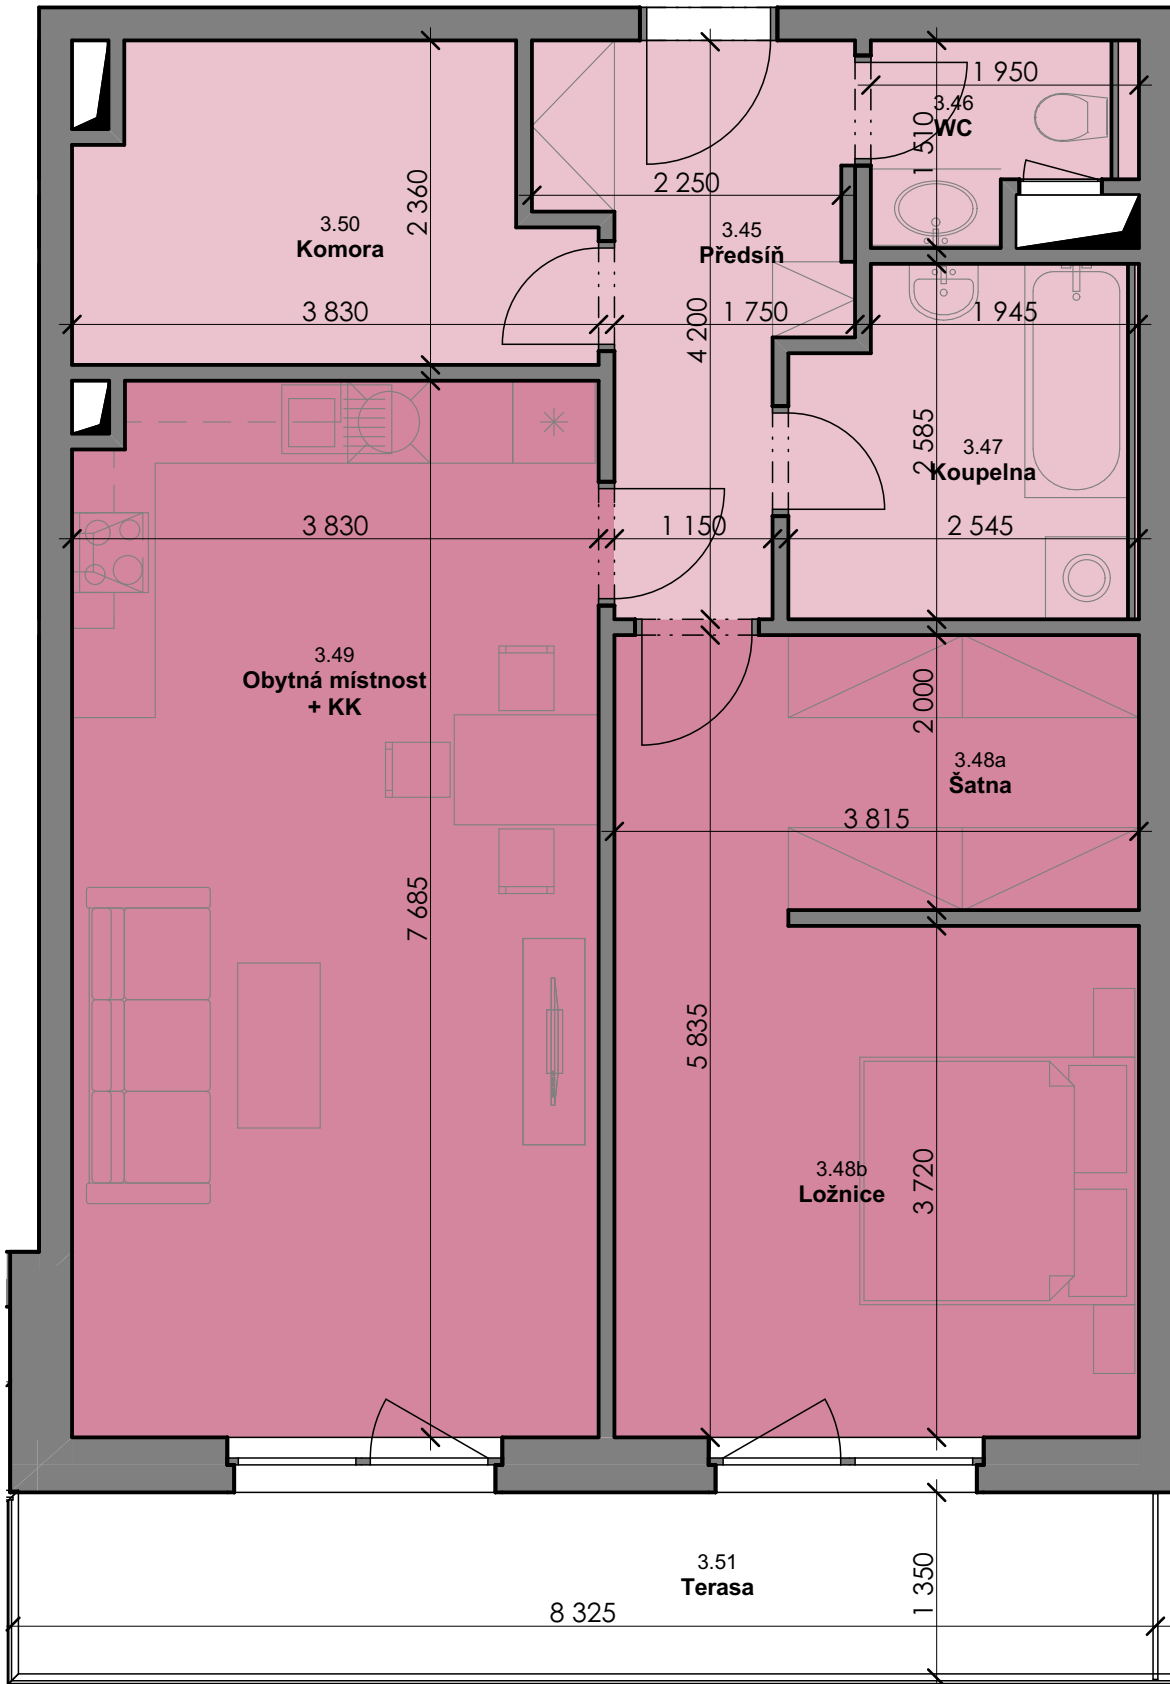 1 950
3.46
WC
1 510
2 250
2 360
3.50
Komora
3.45
Předsíň
3 830
4 200
1 750
1 945
2 585
3.47
Koupelna
3 830
1 150
2 545
3.49
Obytná místnost
+ KK
2 000
3.48a
Šatna
3 815
7 685
5 835
3.48b
Ložnice
3 720
3.51
Terasa
8 325
1 350